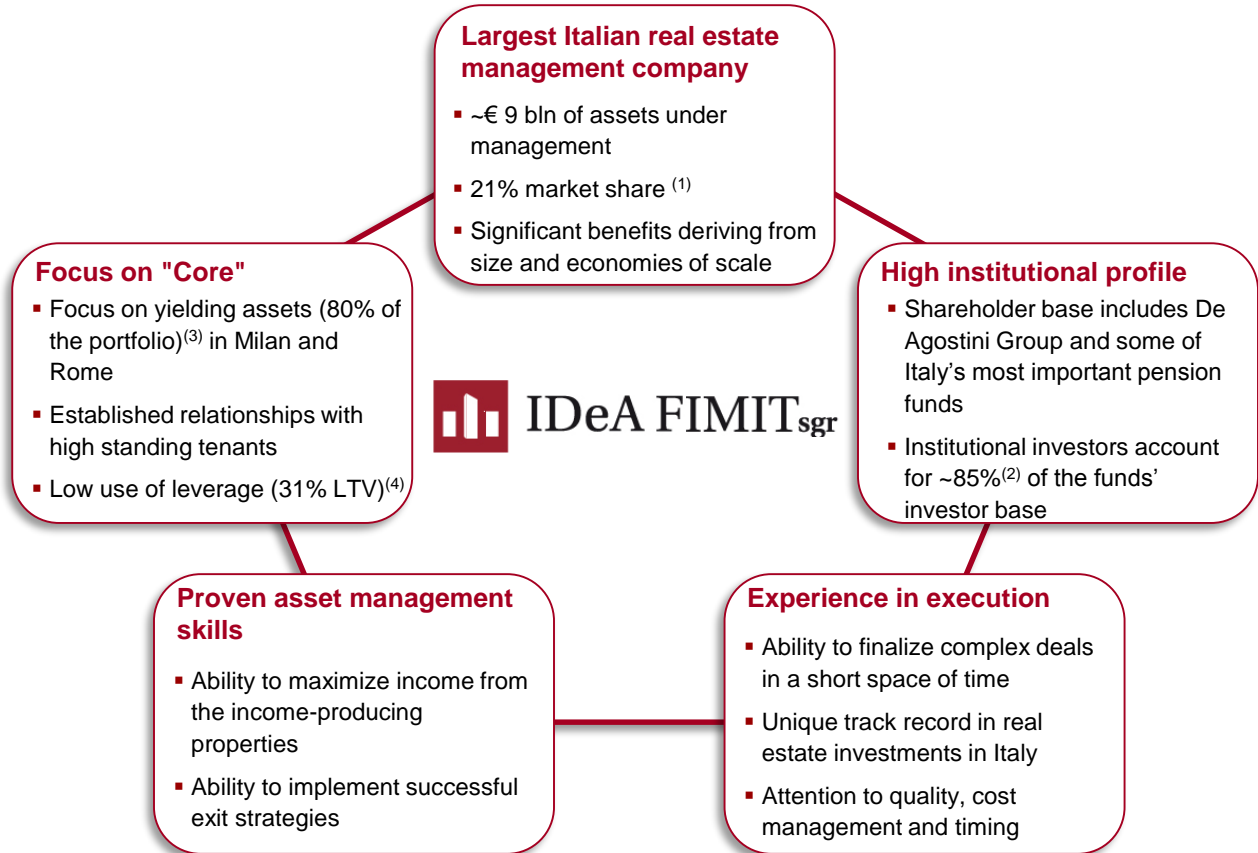 Largest Italian real estate
management company
▪ ~€ 9 bln of assets under
management
▪ 21% market share (1)
▪ Significant benefits deriving from
size and economies of scale
Focus on "Core"
▪ Focus on yielding assets (80% of
the portfolio)(3) in Milan and
Rome
▪ Established relationships with
high standing tenants
▪ Low use of leverage (31% LTV)(4)
High institutional profile
▪ Shareholder base includes De
Agostini Group and some of
Italy’s most important pension
funds
▪ Institutional investors account
for ~85%(2) of the funds’
investor base
IDeA FIMITsgr
Proven asset management
skills
▪ Ability to maximize income from
the income-producing
properties
▪ Ability to implement successful
exit strategies
Experience in execution
▪ Ability to finalize complex deals
in a short space of time
▪ Unique track record in real
estate investments in Italy
▪ Attention to quality, cost
management and timing